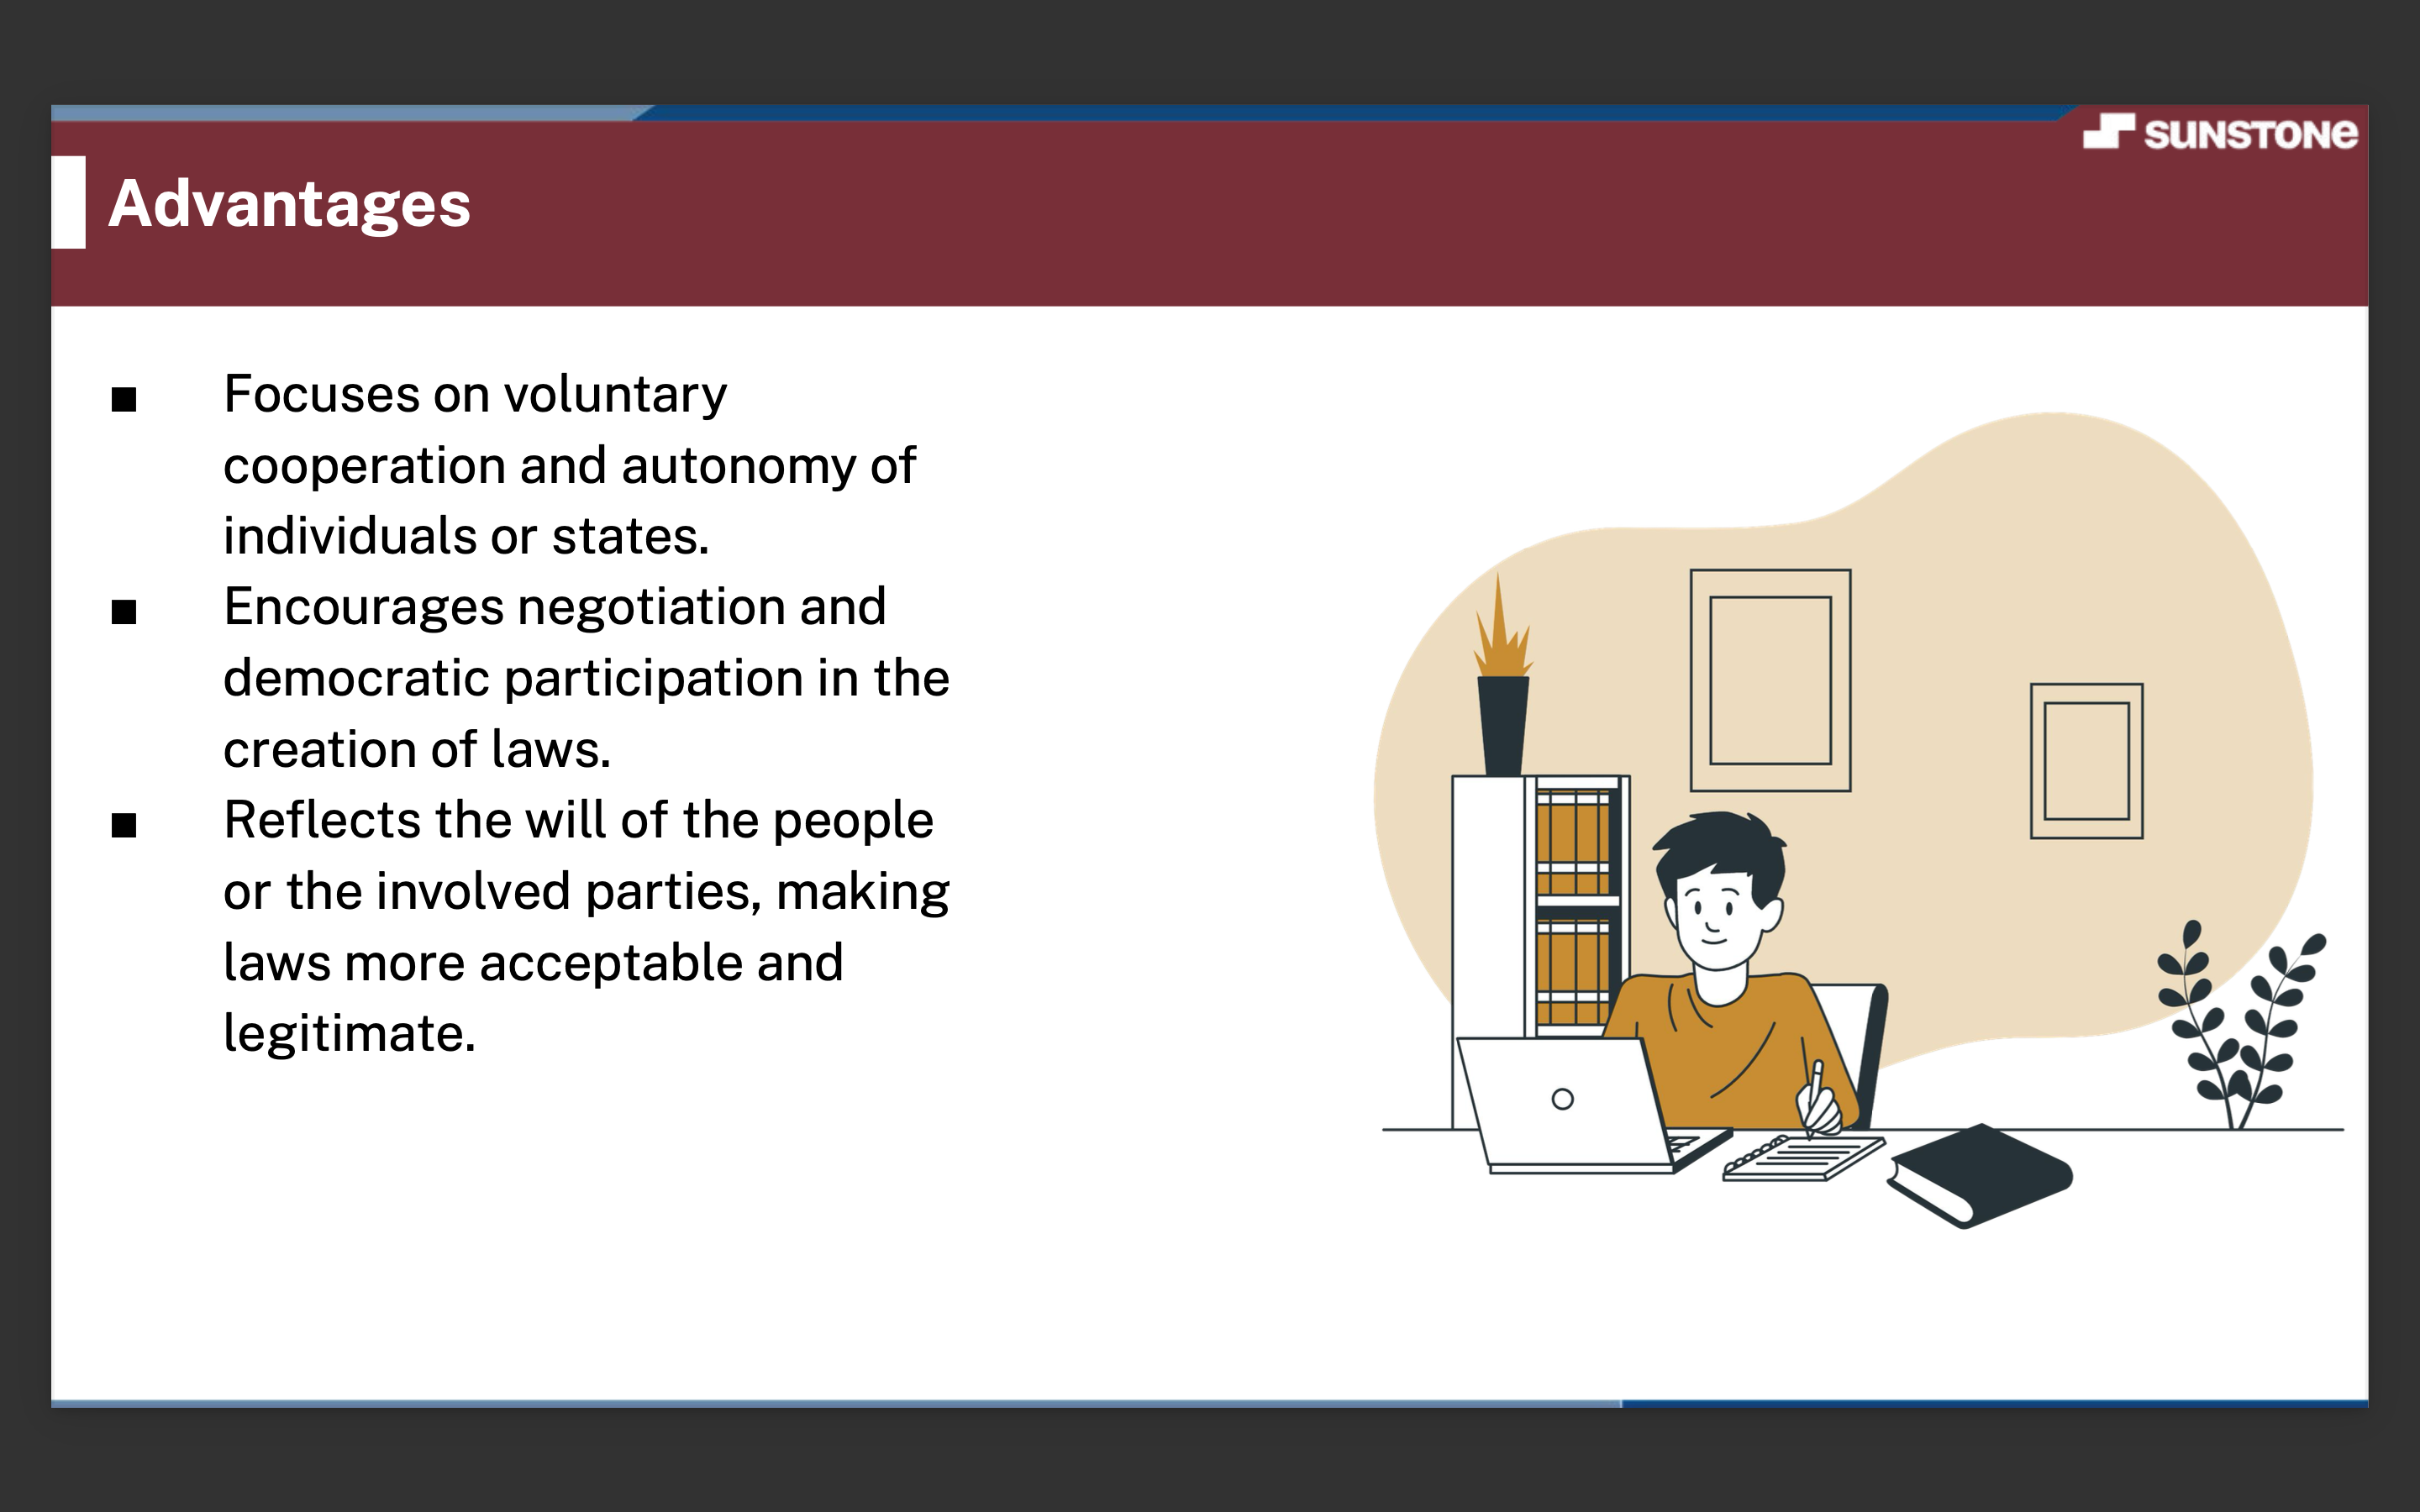 SUNSTONE
Advantages
■ Focuses on voluntary
cooperation and autonomy of
individuals or states.
■ Encourages negotiation and
democratic participation in the
creation of laws.
■ Reflects the will of the people
or the involved parties, making
laws more acceptable and
legitimate.